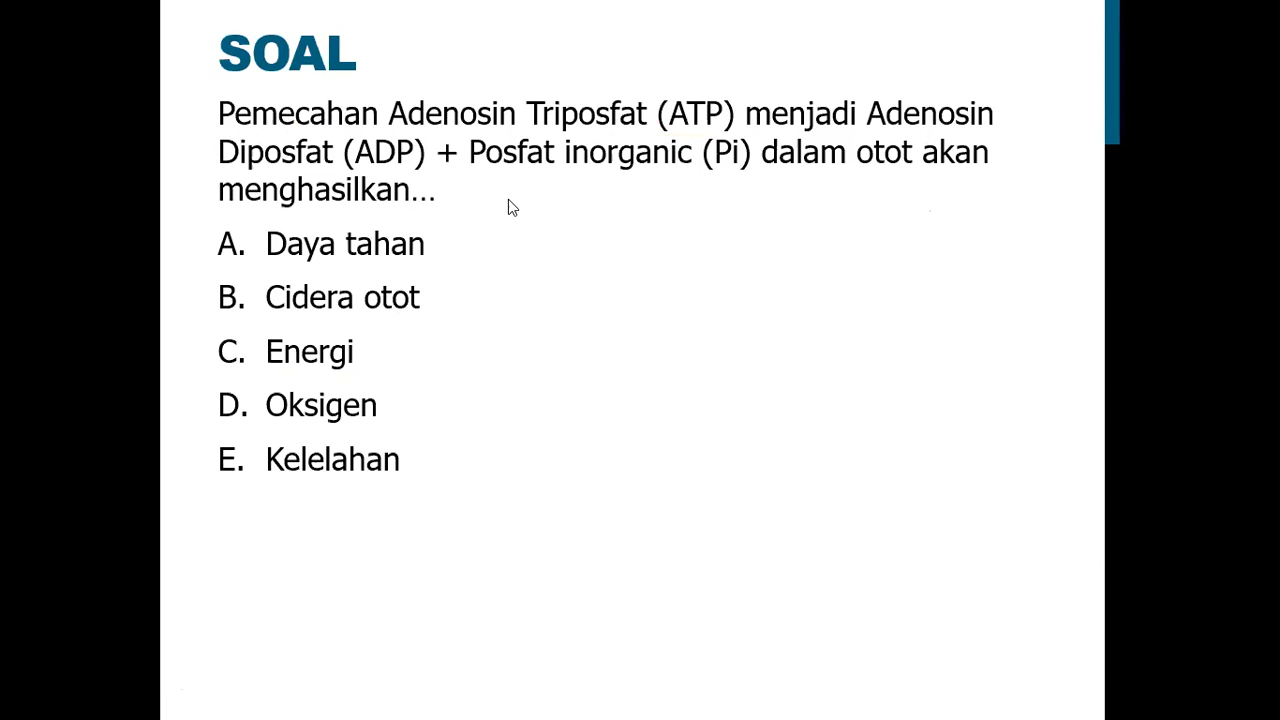 SOAL
Pemecahan Adenosin Triposfat (ATP) menjadi Adenosin
Diposfat (ADP) + Posfat inorganic (Pi) dalam otot akan
menghasilkan...
A. Daya tahan
B. Cidera otot
C. Energi
D. Oksigen
E. Kelelahan